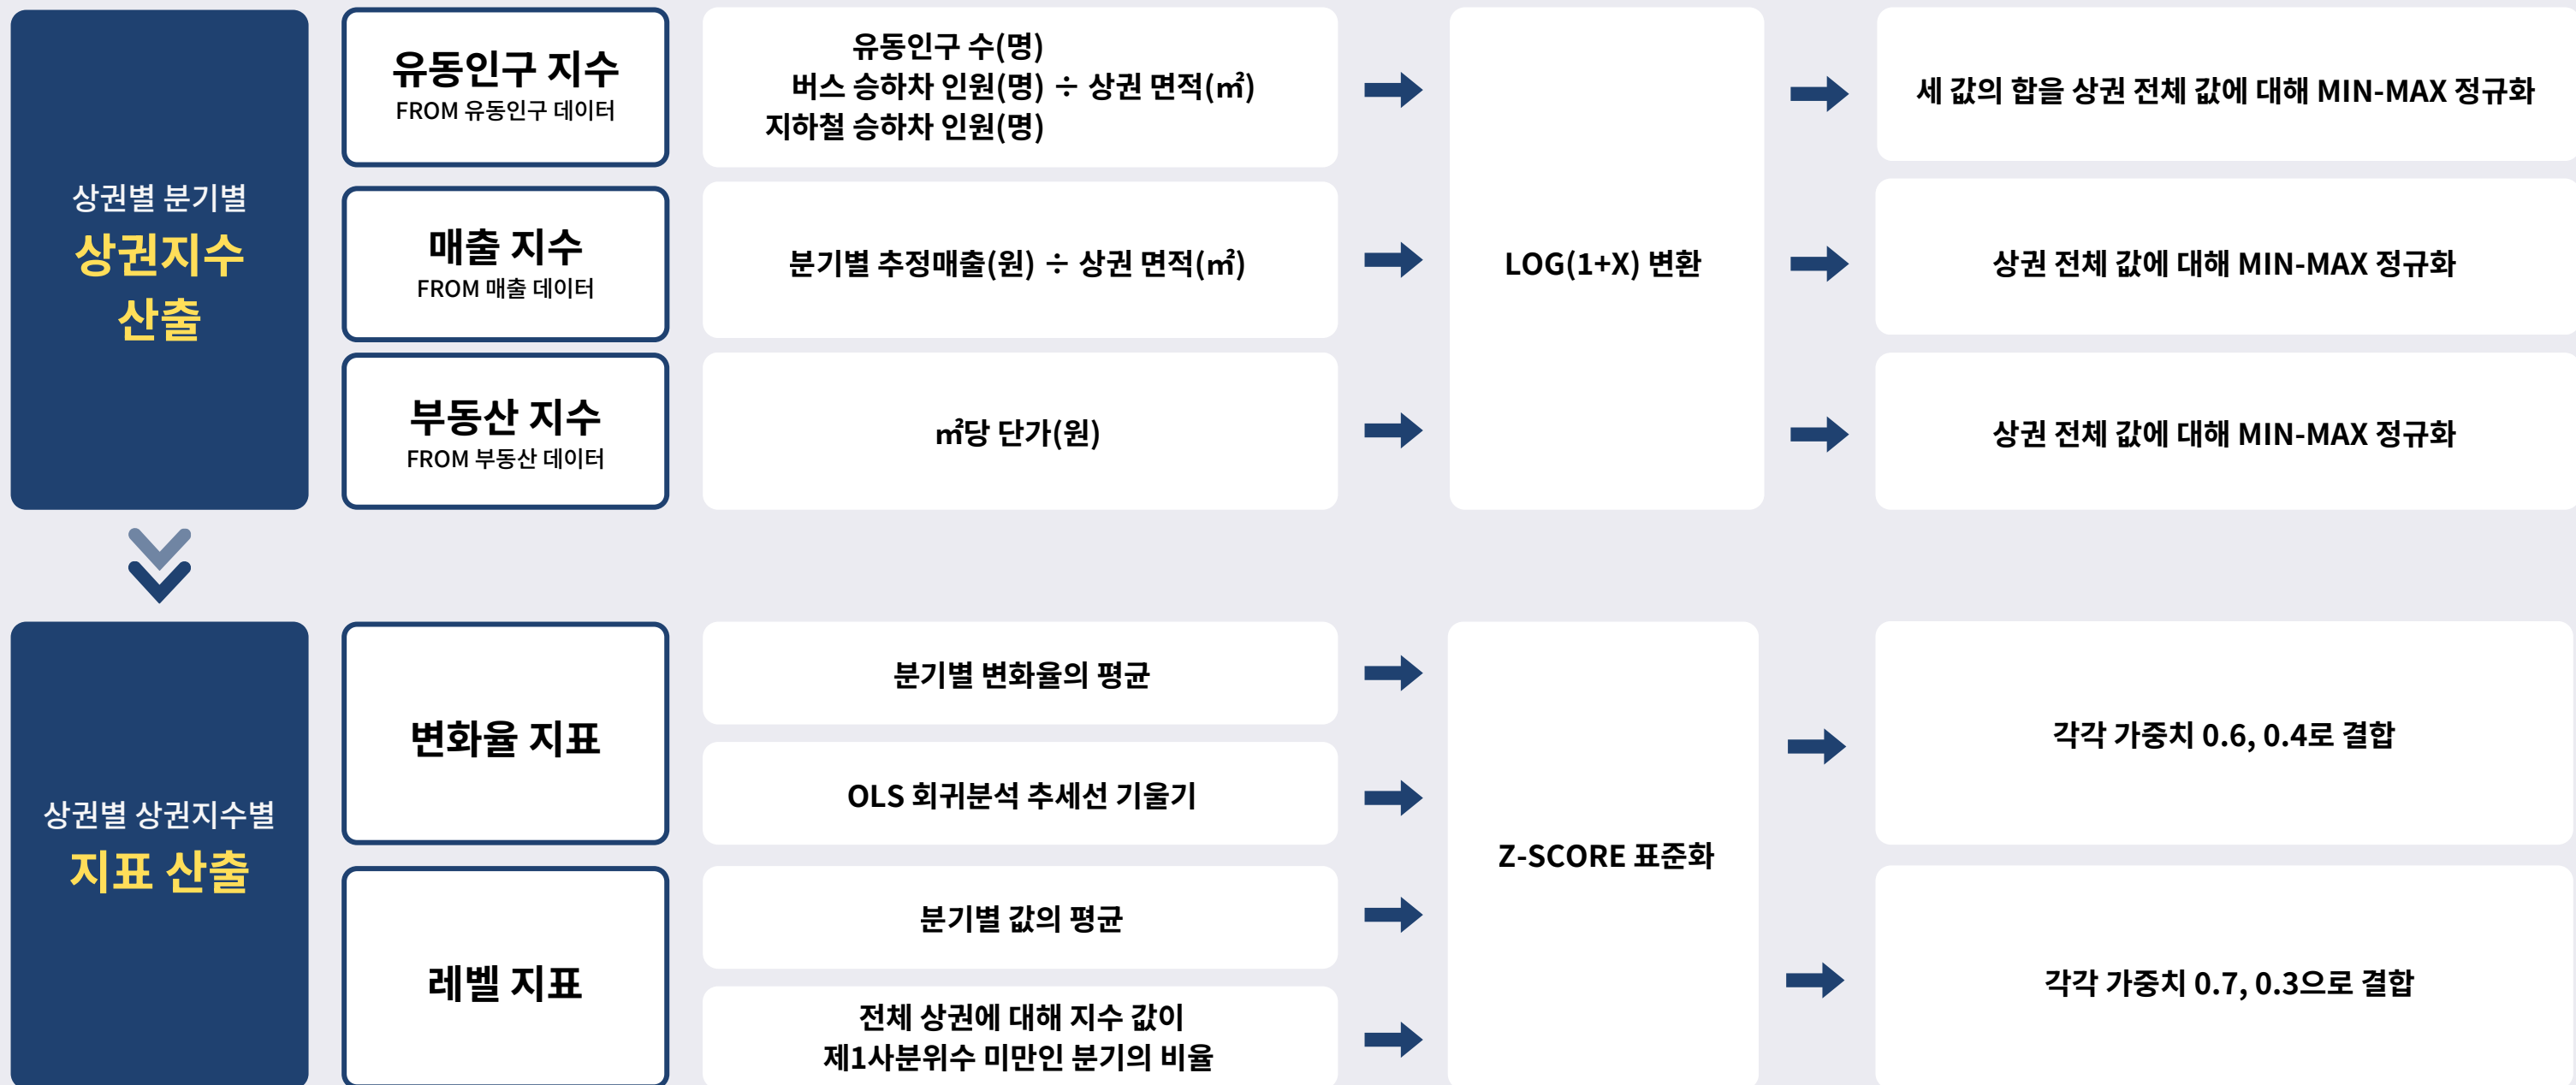 상권별 분기별
상권지수
산출
유동인구 지수
FROM 유동인구 데이터
유동인구 수(명)
버스 승하차 인원(명) ÷ 상권 면적(㎡)
지하철 승하차 인원(명)
세 값의 합을 상권 전체 값에 대해 MIN-MAX 정규화
매출 지수
FROM 매출 데이터
분기별 추정매출(원) ÷ 상권 면적(㎡)
LOG(1+X) 변환
상권 전체 값에 대해 MIN-MAX 정규화
부동산 지수
FROM 부동산 데이터
㎡당 단가(원)
상권 전체 값에 대해 MIN-MAX 정규화
상권별 상권지수별
지표 산출
변화율 지표
분기별 변화율의 평균
OLS 회귀분석 추세선 기울기
Z-SCORE 표준화
각각 가중치 0.6, 0.4로 결합
레벨 지표
분기별 값의 평균
전체 상권에 대해 지수 값이
제1사분위수 미만인 분기의 비율
각각 가중치 0.7, 0.3으로 결합